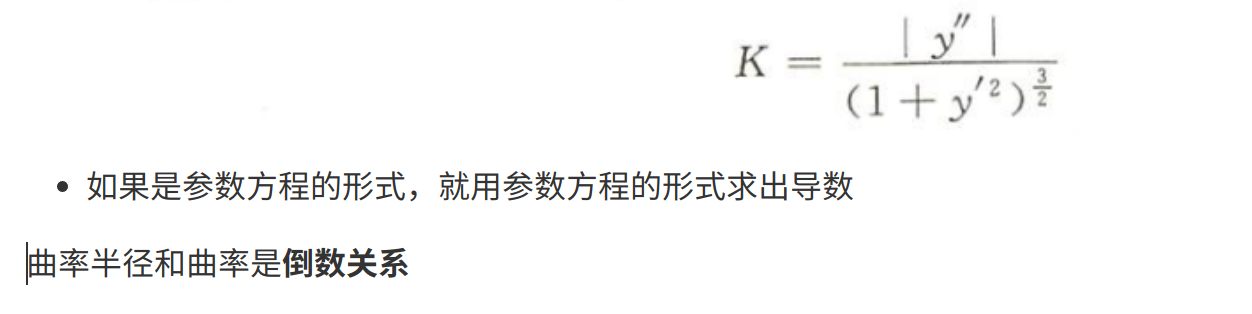 K = \frac{| y'' |}{(1 + y'^2)^{\frac{3}{2}}}
• 如果是参数方程的形式，就用参数方程的形式求出导数
曲率半径和曲率是倒数关系